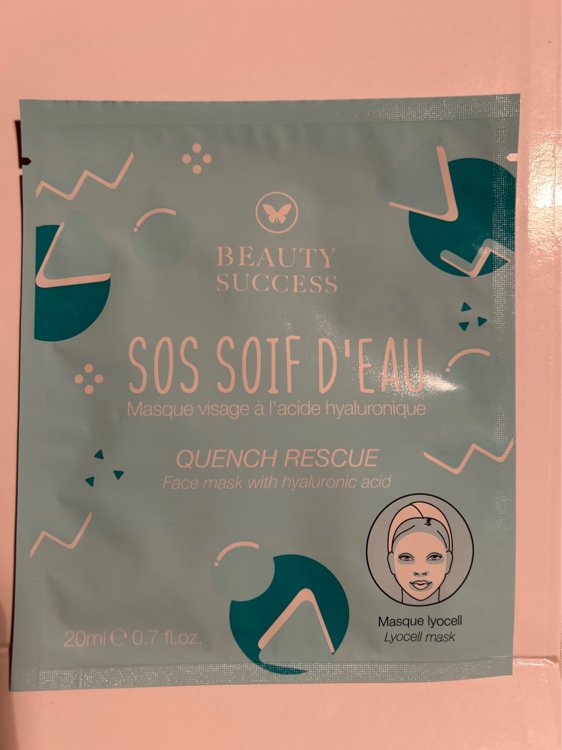 BEAUTY
SUCCESS
SOS SOIF D'EAU
Masque visage à l'acide hyaluronique
QUENCH RESCUE
Face mask with hyaluronic acid
Masque lyocell
Lyocell mask
20ml ℮ 0.7 fl.oz.